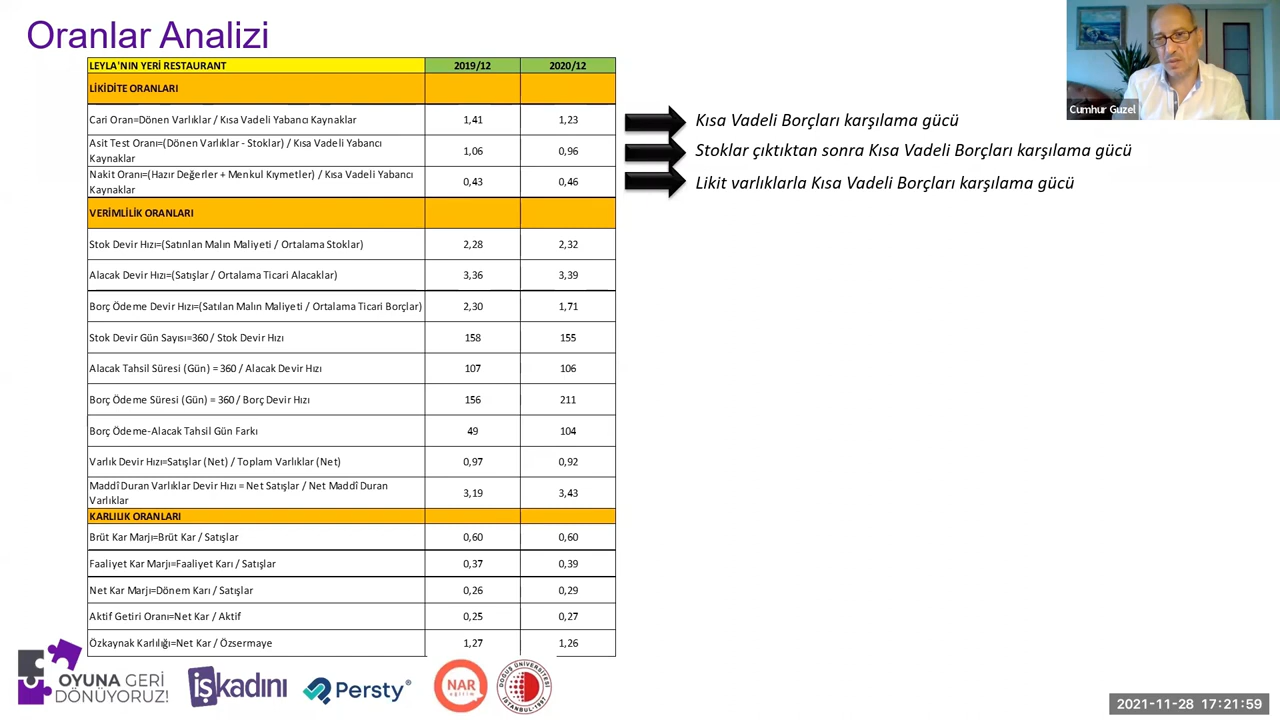 Oranlar Analizi
LEYLA'NIN YERİ RESTAURANT 2019/12 2020/12
LİKİDİTE ORANLARI
Cari Oran=Dönen Varlıklar / Kısa Vadeli Yabancı Kaynaklar 1,41 1,23
Asit Test Oranı=(Dönen Varlıklar - Stoklar) / Kısa Vadeli Yabancı
Kaynaklar 1,06 0,96
Nakit Oranı=(Hazır Değerler + Menkul Kıymetler) / Kısa Vadeli Yabancı
Kaynaklar 0,43 0,46
VERİMLİLİK ORANLARI
Stok Devir Hızı=(Satınlan Malın Maliyeti / Ortalama Stoklar) 2,28 2,32
Alacak Devir Hızı=(Satışlar / Ortalama Ticari Alacaklar) 3,36 3,39
Borç Ödeme Devir Hızı=(Satılan Malın Maliyeti / Ortalama Ticari Borçlar) 2,30 1,71
Stok Devir Gün Sayısı=360 / Stok Devir Hızı 158 155
Alacak Tahsil Süresi (Gün) = 360 / Alacak Devir Hızı 107 106
Borç Ödeme Süresi (Gün) = 360 / Borç Devir Hızı 156 211
Borç Ödeme-Alacak Tahsil Gün Farkı 49 104
Varlık Devir Hızı=Satışlar (Net) / Toplam Varlıklar (Net) 0,97 0,92
Maddî Duran Varlıklar Devir Hızı = Net Satışlar / Net Maddî Duran
Varlıklar 3,19 3,43
KARLILIK ORANLARI
Brüt Kar Marjı=Brüt Kar / Satışlar 0,60 0,60
Faaliyet Kar Marjı=Faaliyet Karı / Satışlar 0,37 0,39
Net Kar Marjı=Dönem Karı / Satışlar 0,26 0,29
Aktif Getiri Oranı=Net Kar / Aktif 0,25 0,27
Özkaynak Karlılığı=Net Kar / Özsermaye 1,27 1,26
Kısa Vadeli Borçları karşılama gücü
Stoklar çıktıktan sonra Kısa Vadeli Borçları karşılama gücü
Likit varlıklarla Kısa Vadeli Borçları karşılama gücü
Cumhur Guzel
OYUNA GERİ
DÖNÜYORUZ!
işkadını
Persty®
NAR
eğitim
DOĞUŞ ÜNİVERSİTESİ
İSTANBUL-1997
2021-11-28 17:21:59